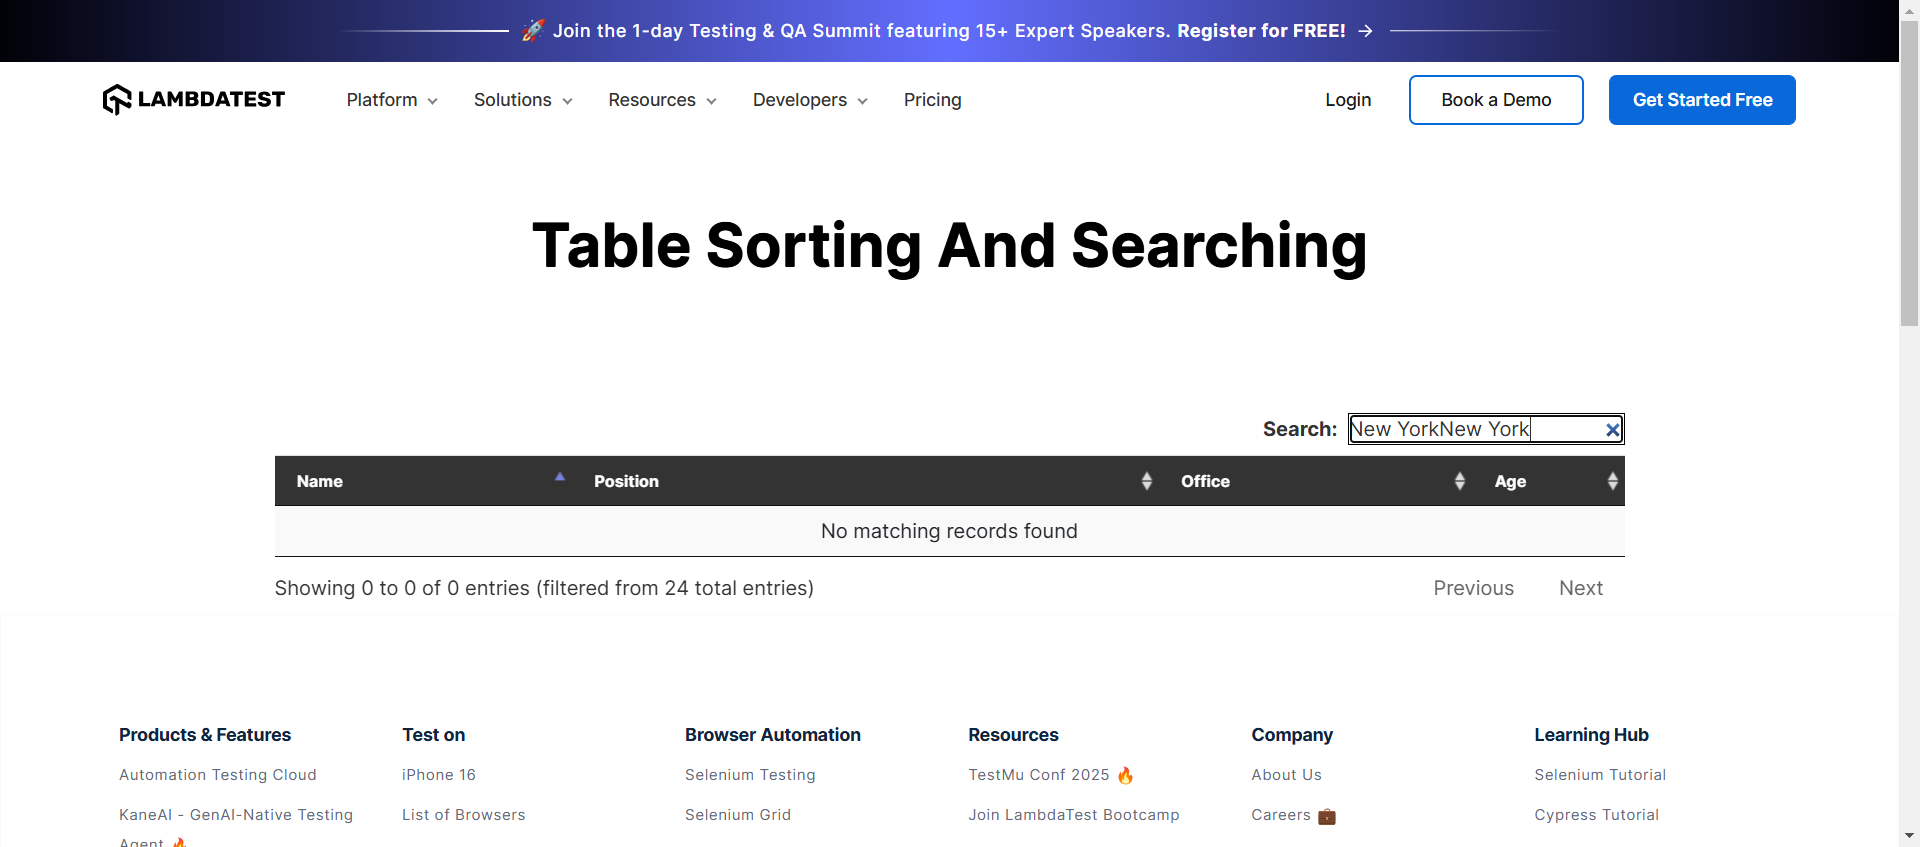 🚀 Join the 1-day Testing & QA Summit featuring 15+ Expert Speakers. Register for FREE! →
LAMBDATEST Platform Solutions Resources Developers Pricing Login Book a Demo Get Started Free
Table Sorting And Searching
Search: New YorkNew York
Name Position Office Age
No matching records found
Showing 0 to 0 of 0 entries (filtered from 24 total entries) Previous Next
Products & Features Test on Browser Automation Resources Company Learning Hub
Automation Testing Cloud iPhone 16 Selenium Testing TestMu Conf 2025 🔥 About Us Selenium Tutorial
KaneAI - GenAI-Native Testing List of Browsers Selenium Grid Join LambdaTest Bootcamp Careers 💼 Cypress Tutorial
Agent 🔥